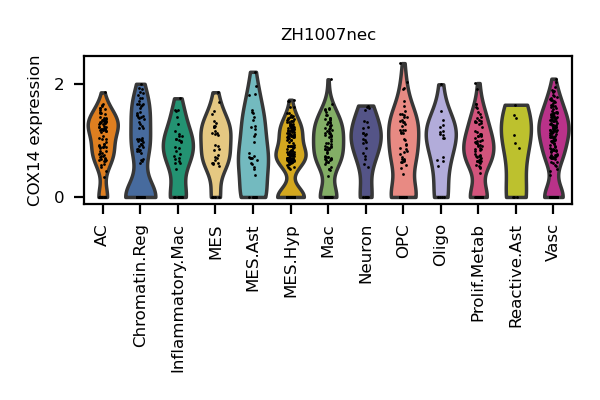 ZH1007nec
COX14 expression
2
0
AC
Chromatin.Reg
Inflammatory.Mac
MES
MES.Ast
MES.Hyp
Mac
Neuron
OPC
Oligo
Prolif.Metab
Reactive.Ast
Vasc